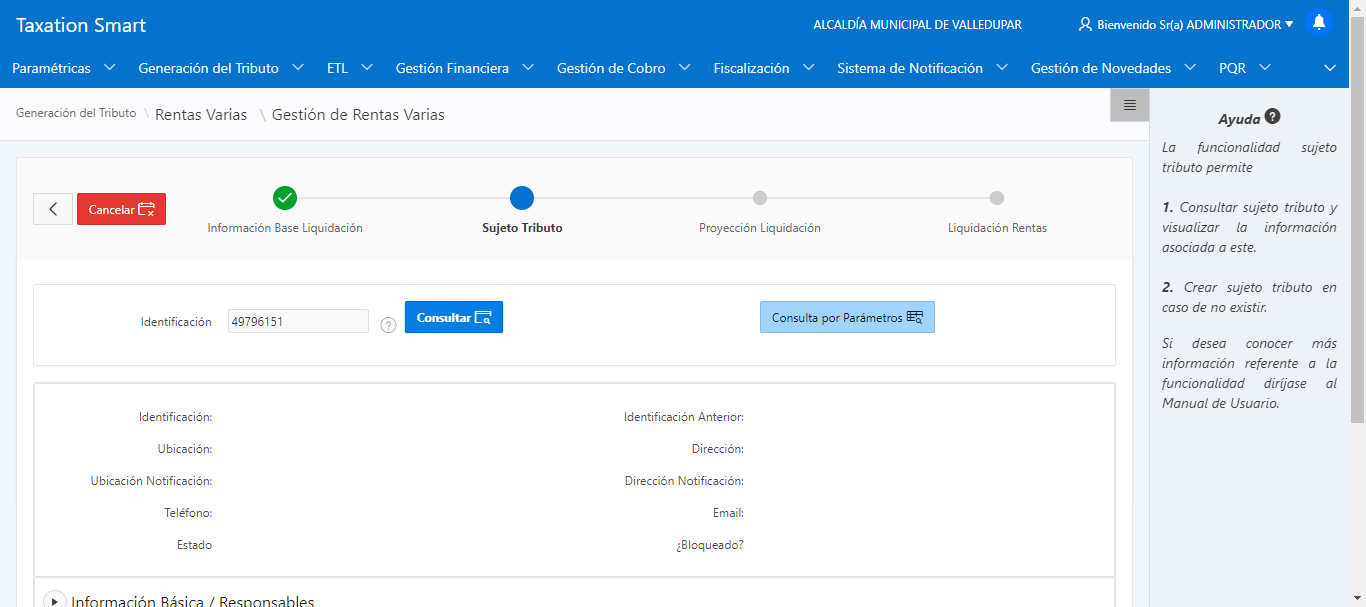 Taxation Smart
ALCALDÍA MUNICIPAL DE VALLEDUPAR
Bienvenido Sr(a) ADMINISTRADOR
Paramétricas
Generación del Tributo
ETL
Gestión Financiera
Gestión de Cobro
Fiscalización
Sistema de Notificación
Gestión de Novedades
PQR
Generación del Tributo \ Rentas Varias \ Gestión de Rentas Varias
Cancelar
Información Base Liquidación
Sujeto Tributo
Proyección Liquidación
Liquidación Rentas
Identificación
49796151
?
Consultar
Consulta por Parámetros
Identificación:
Identificación Anterior:
Ubicación:
Dirección:
Ubicación Notificación:
Dirección Notificación:
Teléfono:
Email:
Estado
¿Bloqueado?
Información Básica / Responsables
Ayuda ?
La funcionalidad sujeto
tributo permite
1. Consultar sujeto tributo y
visualizar la información
asociada a este.
2. Crear sujeto tributo en
caso de no existir.
Si desea conocer más
información referente a la
funcionalidad diríjase al
Manual de Usuario.